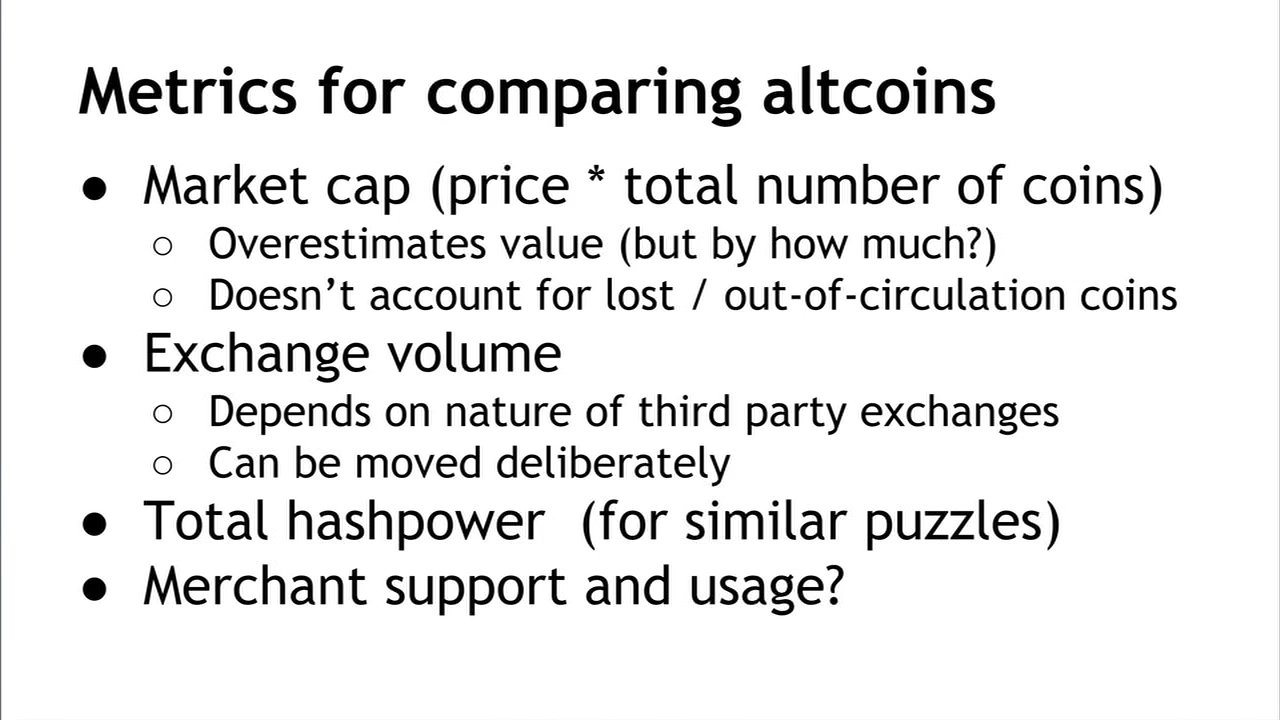 Metrics for comparing altcoins
● Market cap (price * total number of coins)
○ Overestimates value (but by how much?)
○ Doesn’t account for lost / out-of-circulation coins
● Exchange volume
○ Depends on nature of third party exchanges
○ Can be moved deliberately
● Total hashpower  (for similar puzzles)
● Merchant support and usage?